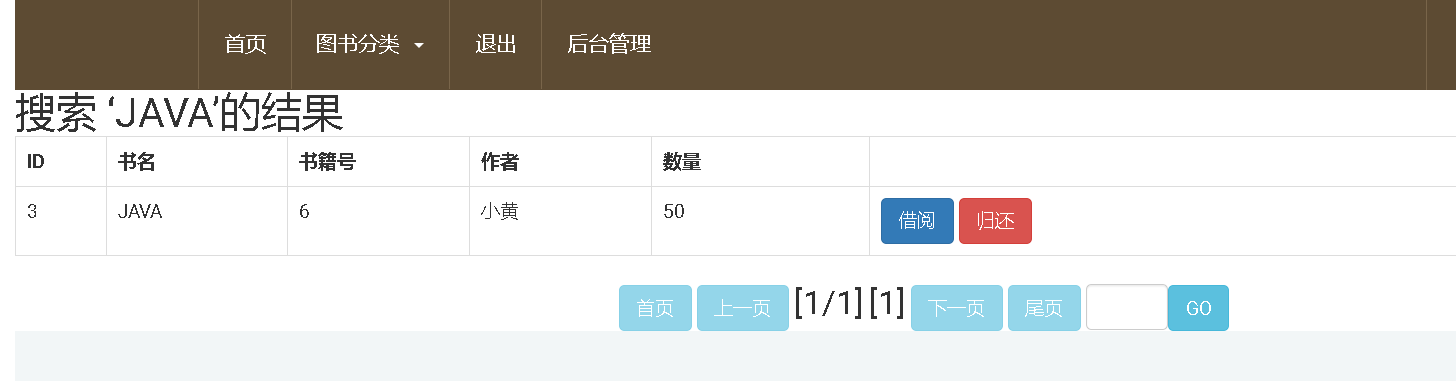 首页 图书分类 退出 后台管理
搜索 ‘JAVA’的结果
ID 书名 书籍号 作者 数量
3 JAVA 6 小黄 50 借阅 归还
首页 上一页 [1/1] [1] 下一页 尾页 GO